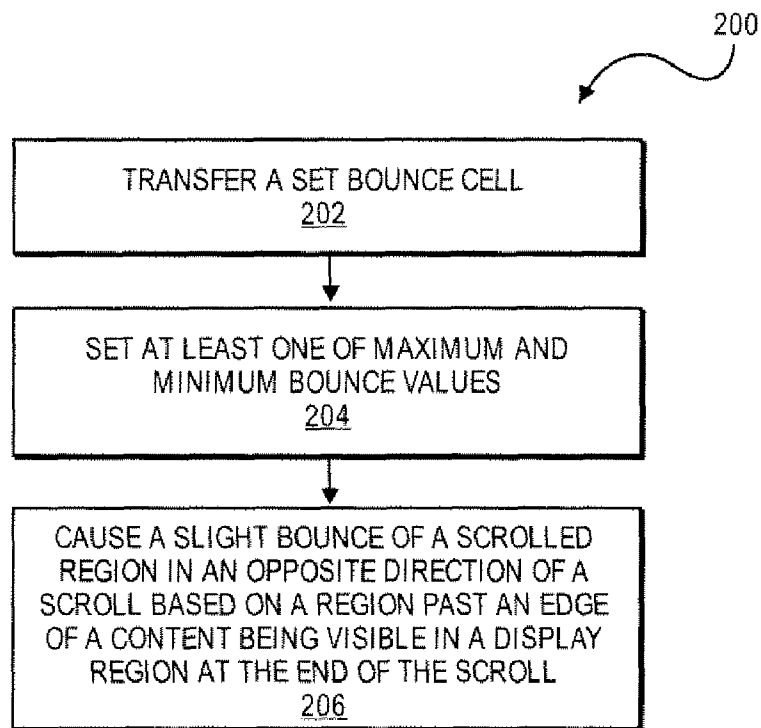 200
TRANSFER A SET BOUNCE CELL
202
SET AT LEAST ONE OF MAXIMUM AND
MINIMUM BOUNCE VALUES
204
CAUSE A SLIGHT BOUNCE OF A SCROLLED
REGION IN AN OPPOSITE DIRECTION OF A
SCROLL BASED ON A REGION PAST AN EDGE
OF A CONTENT BEING VISIBLE IN A DISPLAY
REGION AT THE END OF THE SCROLL
206